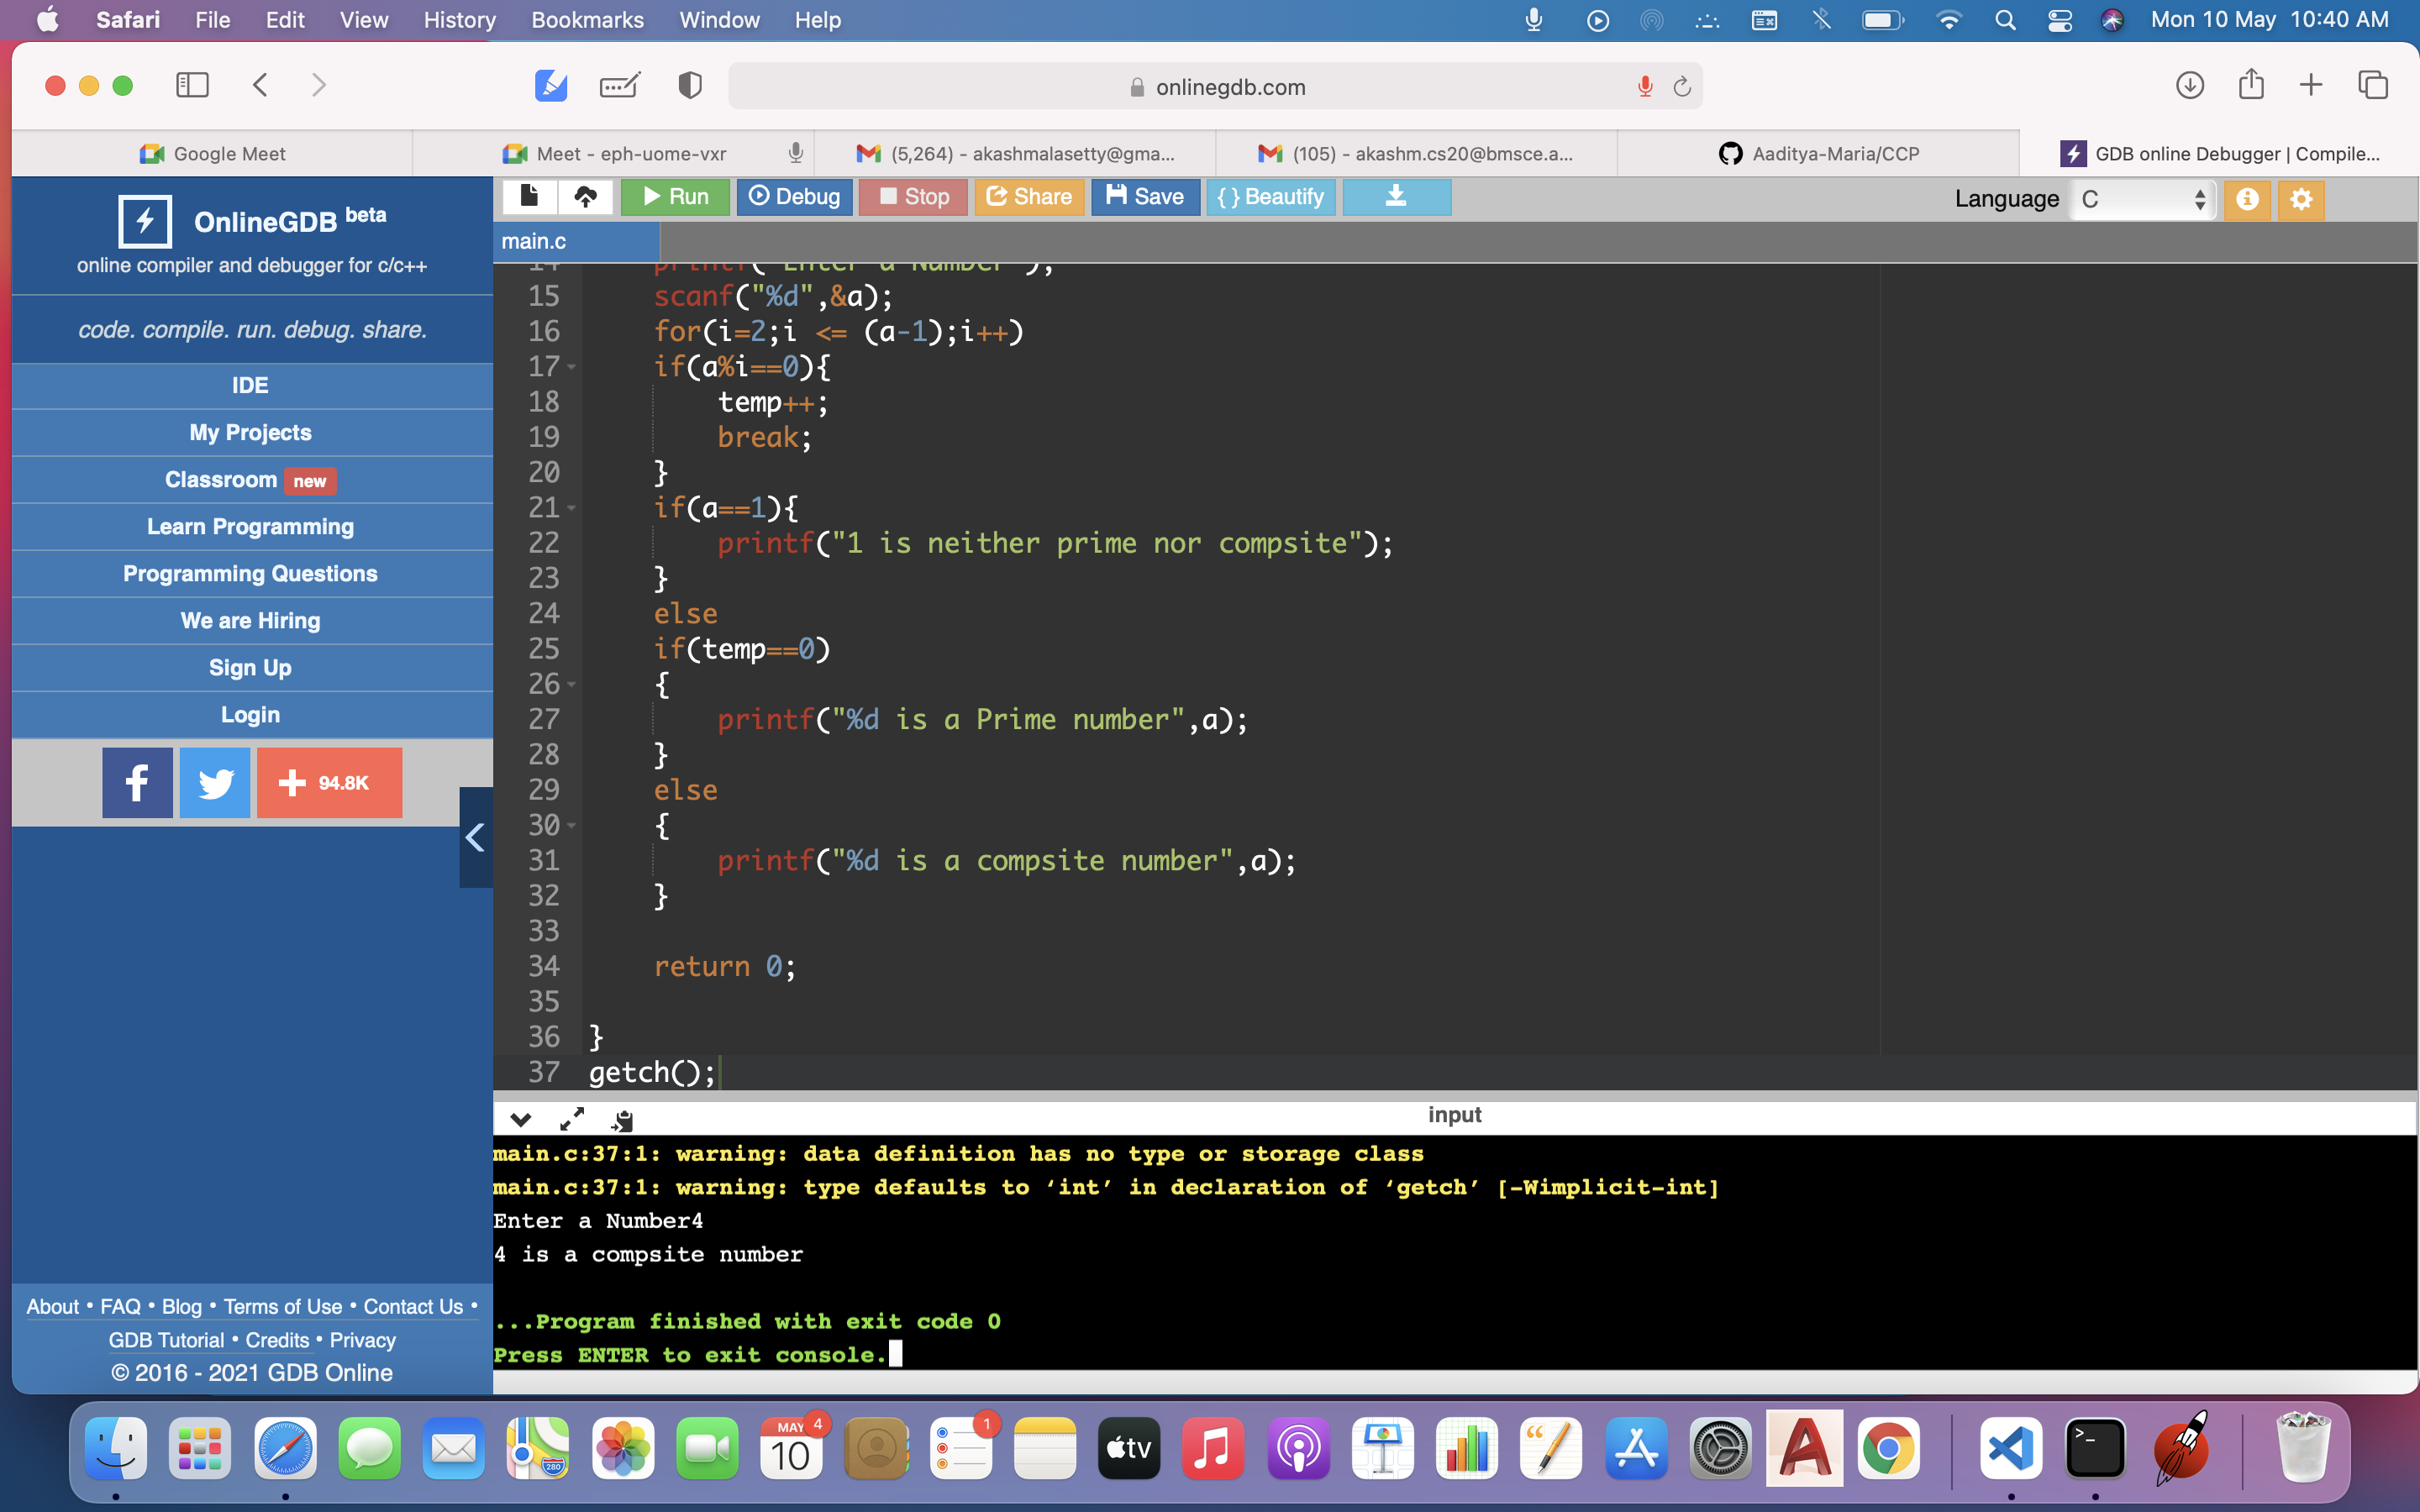 Safari File Edit View History Bookmarks Window Help Mon 10 May 10:40 AM
onlinegdb.com
Google Meet
Meet - eph-uome-vxr
(5,264) - akashmalasetty@gma...
(105) - akashm.cs20@bmsce.a...
Aaditya-Maria/CCP
GDB online Debugger | Compile...
OnlineGDB beta
online compiler and debugger for c/c++
code. compile. run. debug. share.
IDE
My Projects
Classroom new
Learn Programming
Programming Questions
We are Hiring
Sign Up
Login
f
94.8K
About • FAQ • Blog • Terms of Use • Contact Us •
GDB Tutorial • Credits • Privacy
© 2016 - 2021 GDB Online
Run Debug Stop Share Save {} Beautify Language C
main.c
14 printf("Enter a Number");
15 scanf("%d",&a);
16 for(i=2;i <= (a-1);i++)
17 if(a%i==0){
18 temp++;
19 break;
20 }
21 if(a==1){
22 printf("1 is neither prime nor compsite");
23 }
24 else
25 if(temp==0)
26 {
27 printf("%d is a Prime number",a);
28 }
29 else
30 {
31 printf("%d is a compsite number",a);
32 }
33
34 return 0;
35
36 }
37 getch();
input
main.c:37:1: warning: data definition has no type or storage class
main.c:37:1: warning: type defaults to ‘int’ in declaration of ‘getch’ [-Wimplicit-int]
Enter a Number4
4 is a compsite number
...Program finished with exit code 0
Press ENTER to exit console.
280
MAY
10
4
1
tv
>_